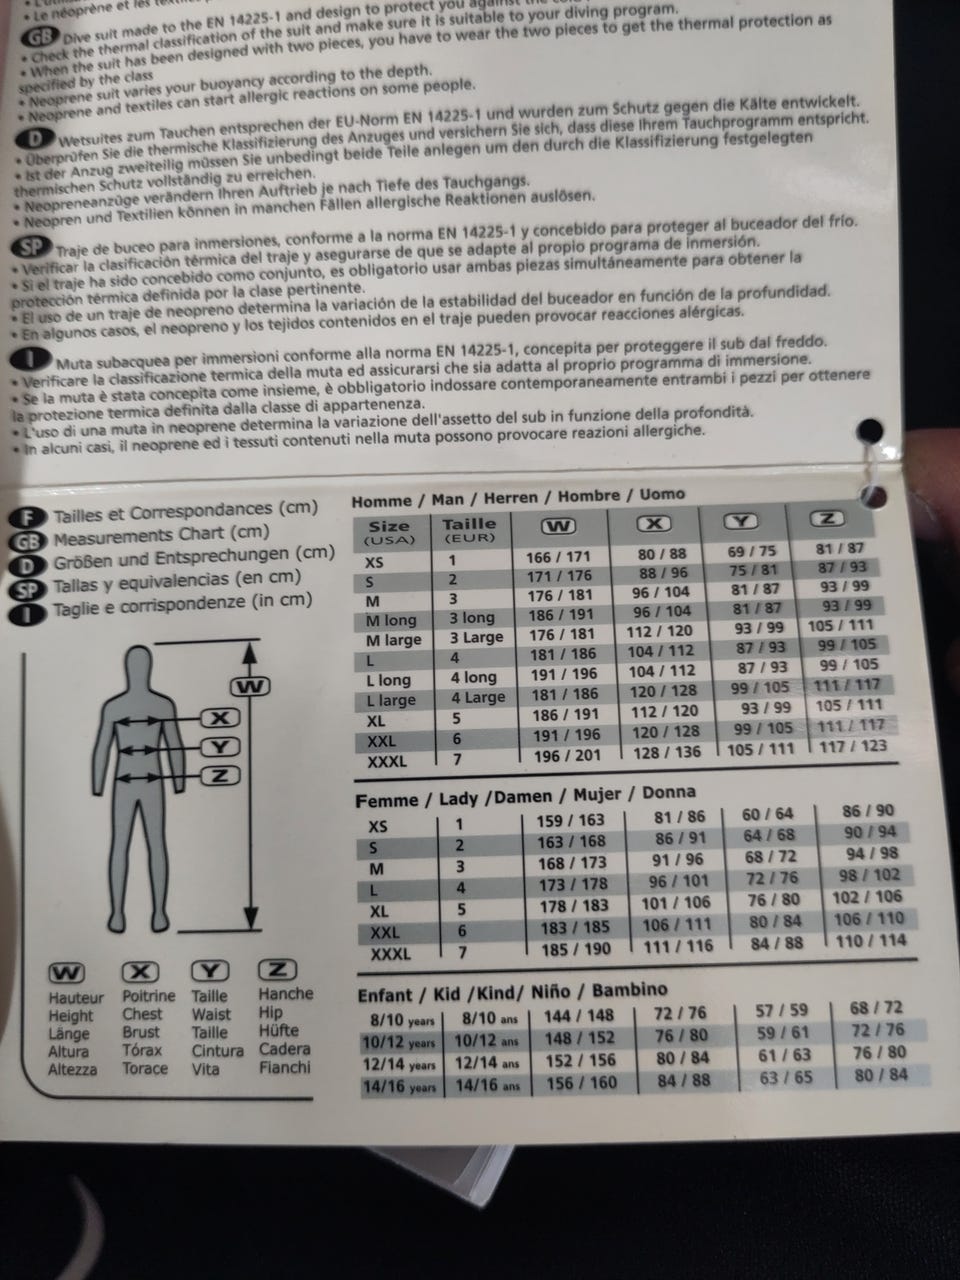 • Le néoprène et les
GB Dive suit made to the EN 14225-1 and design to protect you against the
• Check the thermal classification of the suit and make sure it is suitable to your diving program.
• When the suit has been designed with two pieces, you have to wear the two pieces to get the thermal protection as
specified by the class
• Neoprene suit varies your buoyancy according to the depth.
• Neoprene and textiles can start allergic reactions on some people.
D Wetsuites zum Tauchen entsprechen der EU-Norm EN 14225-1 und wurden zum Schutz gegen die Kälte entwickelt.
• Überprüfen Sie die thermische Klassifizierung des Anzuges und versichern Sie sich, dass diese Ihrem Tauchprogramm entspricht.
• Ist der Anzug zweiteilig müssen Sie unbedingt beide Teile anlegen um den durch die Klassifizierung festgelegten
thermischen Schutz vollständig zu erreichen.
• Neopreneanzüge verändern Ihren Auftrieb je nach Tiefe des Tauchgangs.
• Neopren und Textilien können in manchen Fällen allergische Reaktionen auslösen.
SP Traje de buceo para inmersiones, conforme a la norma EN 14225-1 y concebido para proteger al buceador del frío.
• Verificar la clasificación térmica del traje y asegurarse de que se adapte al propio programa de inmersión.
• Si el traje ha sido concebido como conjunto, es obligatorio usar ambas piezas simultáneamente para obtener la
protección térmica definida por la clase pertinente.
• El uso de un traje de neopreno determina la variación de la estabilidad del buceador en función de la profundidad.
• En algunos casos, el neopreno y los tejidos contenidos en el traje pueden provocar reacciones alérgicas.
I Muta subacquea per immersioni conforme alla norma EN 14225-1, concepita per proteggere il sub dal freddo.
• Verificare la classificazione termica della muta ed assicurarsi che sia adatta al proprio programma di immersione.
• Se la muta è stata concepita come insieme, è obbligatorio indossare contemporaneamente entrambi i pezzi per ottenere
la protezione termica definita dalla classe di appartenenza.
• L'uso di una muta in neoprene determina la variazione dell'assetto del sub in funzione della profondità.
• In alcuni casi, il neoprene ed i tessuti contenuti nella muta possono provocare reazioni allergiche.
F Tailles et Correspondances (cm)
GB Measurements Chart (cm)
D Größen und Entsprechungen (cm)
SP Tallas y equivalencias (en cm)
I Taglie e corrispondenze (in cm)
W
X
Y
Z
W X Y Z
Hauteur Poitrine Taille Hanche
Height Chest Waist Hip
Länge Brust Taille Hüfte
Altura Tórax Cintura Cadera
Altezza Torace Vita Fianchi
Homme / Man / Herren / Hombre / Uomo
Size Taille W X Y Z
(USA) (EUR)
XS 1 166 / 171 80 / 88 69 / 75 81 / 87
S 2 171 / 176 88 / 96 75 / 81 87 / 93
M 3 176 / 181 96 / 104 81 / 87 93 / 99
M long 3 long 186 / 191 96 / 104 81 / 87 93 / 99
M large 3 Large 176 / 181 112 / 120 93 / 99 105 / 111
L 4 181 / 186 104 / 112 87 / 93 99 / 105
L long 4 long 191 / 196 104 / 112 87 / 93 99 / 105
L large 4 Large 181 / 186 120 / 128 99 / 105 111 / 117
XL 5 186 / 191 112 / 120 93 / 99 105 / 111
XXL 6 191 / 196 120 / 128 99 / 105 111 / 117
XXXL 7 196 / 201 128 / 136 105 / 111 117 / 123
Femme / Lady /Damen / Mujer / Donna
XS 1 159 / 163 81 / 86 60 / 64 86 / 90
S 2 163 / 168 86 / 91 64 / 68 90 / 94
M 3 168 / 173 91 / 96 68 / 72 94 / 98
L 4 173 / 178 96 / 101 72 / 76 98 / 102
XL 5 178 / 183 101 / 106 76 / 80 102 / 106
XXL 6 183 / 185 106 / 111 80 / 84 106 / 110
XXXL 7 185 / 190 111 / 116 84 / 88 110 / 114
Enfant / Kid /Kind/ Niño / Bambino
8/10 years 8/10 ans 144 / 148 72 / 76 57 / 59 68 / 72
10/12 years 10/12 ans 148 / 152 76 / 80 59 / 61 72 / 76
12/14 years 12/14 ans 152 / 156 80 / 84 61 / 63 76 / 80
14/16 years 14/16 ans 156 / 160 84 / 88 63 / 65 80 / 84